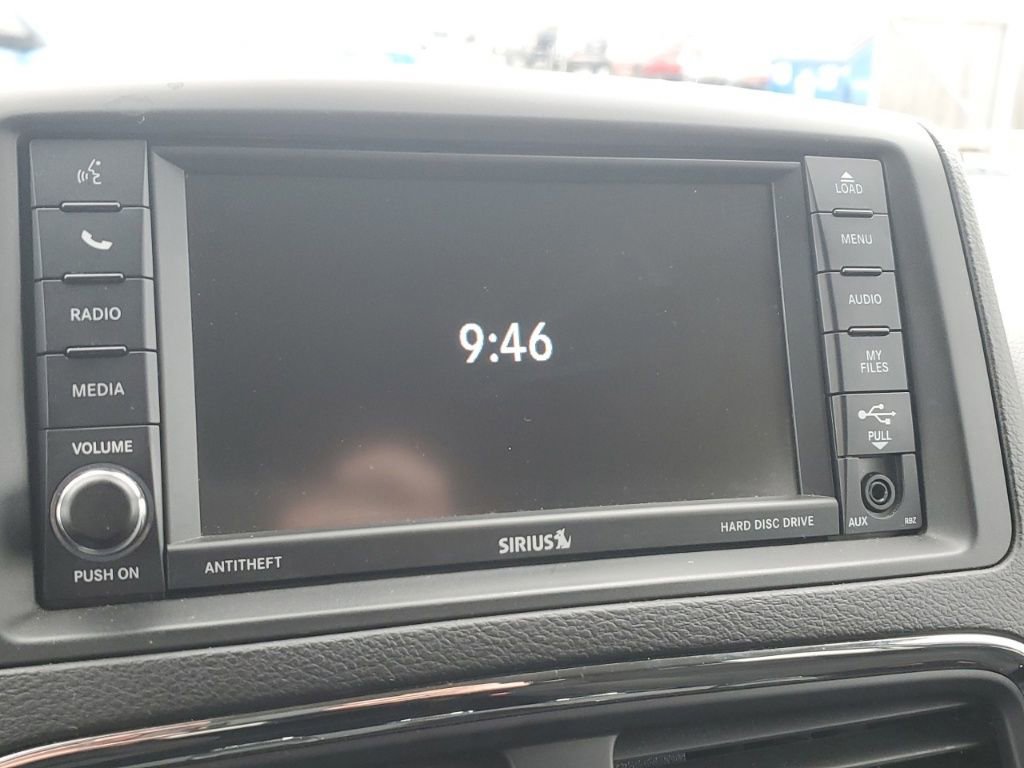 RADIO
MEDIA
VOLUME
PUSH ON
9:46
ANTITHEFT
SIRIUS
HARD DISC DRIVE
LOAD
MENU
AUDIO
MY
FILES
PULL
AUX
RBZ